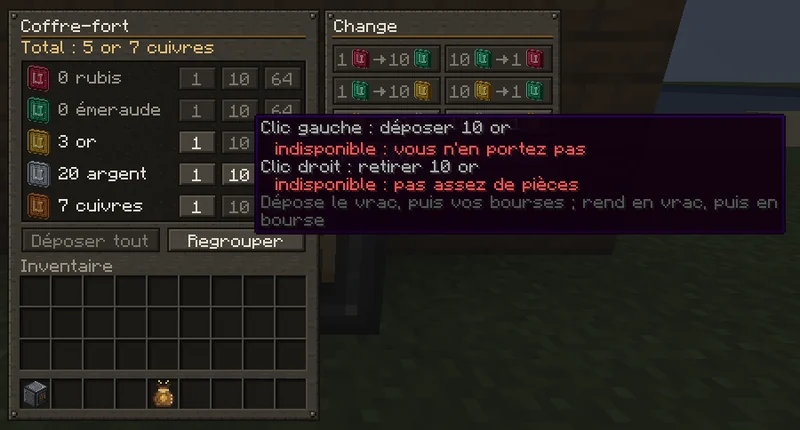 Coffre-fort
Total : 5 or 7 cuivres
0 rubis 1 10 64
0 émeraude 1 10 64
3 or 1 10
20 argent 1 10
7 cuivres 1 10
Déposer tout Regrouper
Inventaire
Change
1 → 10 10 → 1
1 → 10 10 → 1
Clic gauche : déposer 10 or
indisponible : vous n'en portez pas
Clic droit : retirer 10 or
indisponible : pas assez de pièces
Dépose le vrac, puis vos bourses ; rend en vrac, puis en
bourse